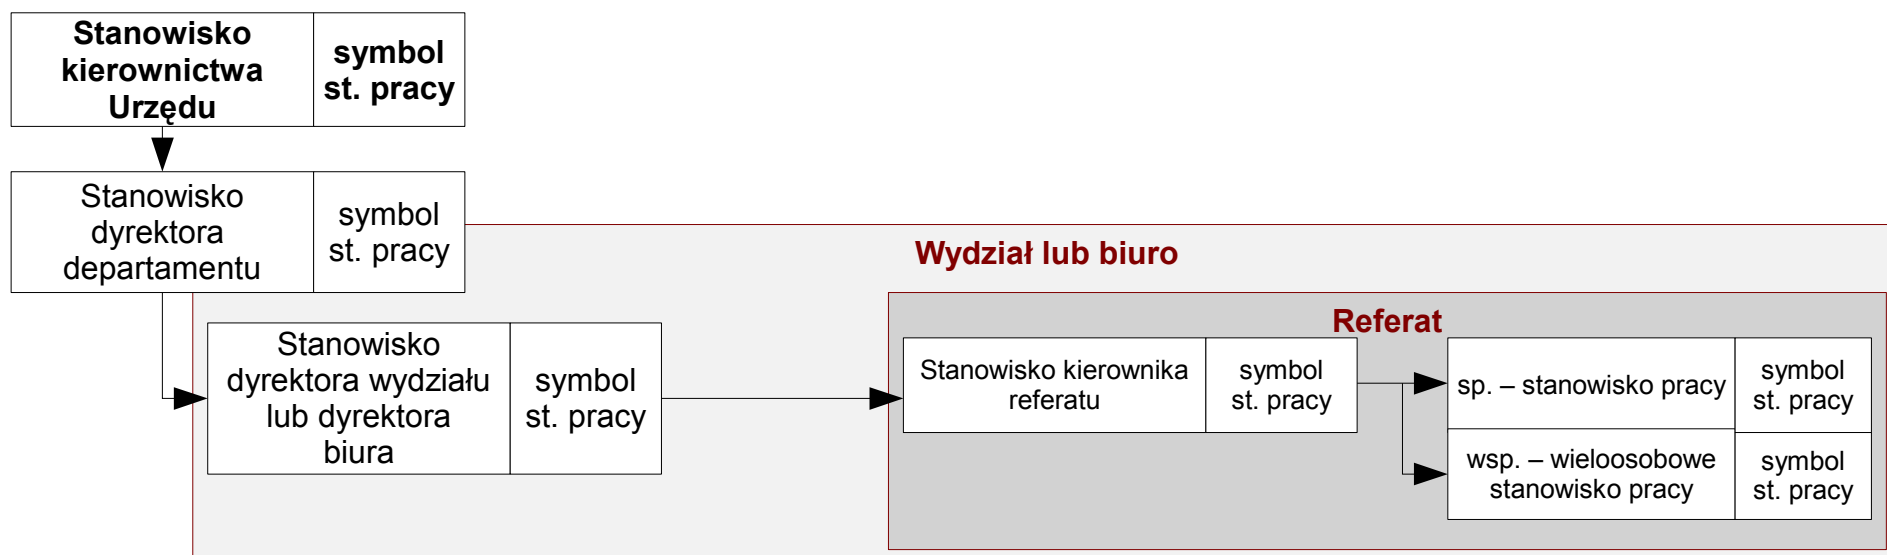 Stanowisko
kierownictwa
Urzędu
symbol
st. pracy
Stanowisko
dyrektora
departamentu
symbol
st. pracy
Wydział lub biuro
Stanowisko
dyrektora wydziału
lub dyrektora
biura
symbol
st. pracy
Referat
Stanowisko kierownika
referatu
symbol
st. pracy
sp. – stanowisko pracy
symbol
st. pracy
wsp. – wieloosobowe
stanowisko pracy
symbol
st. pracy